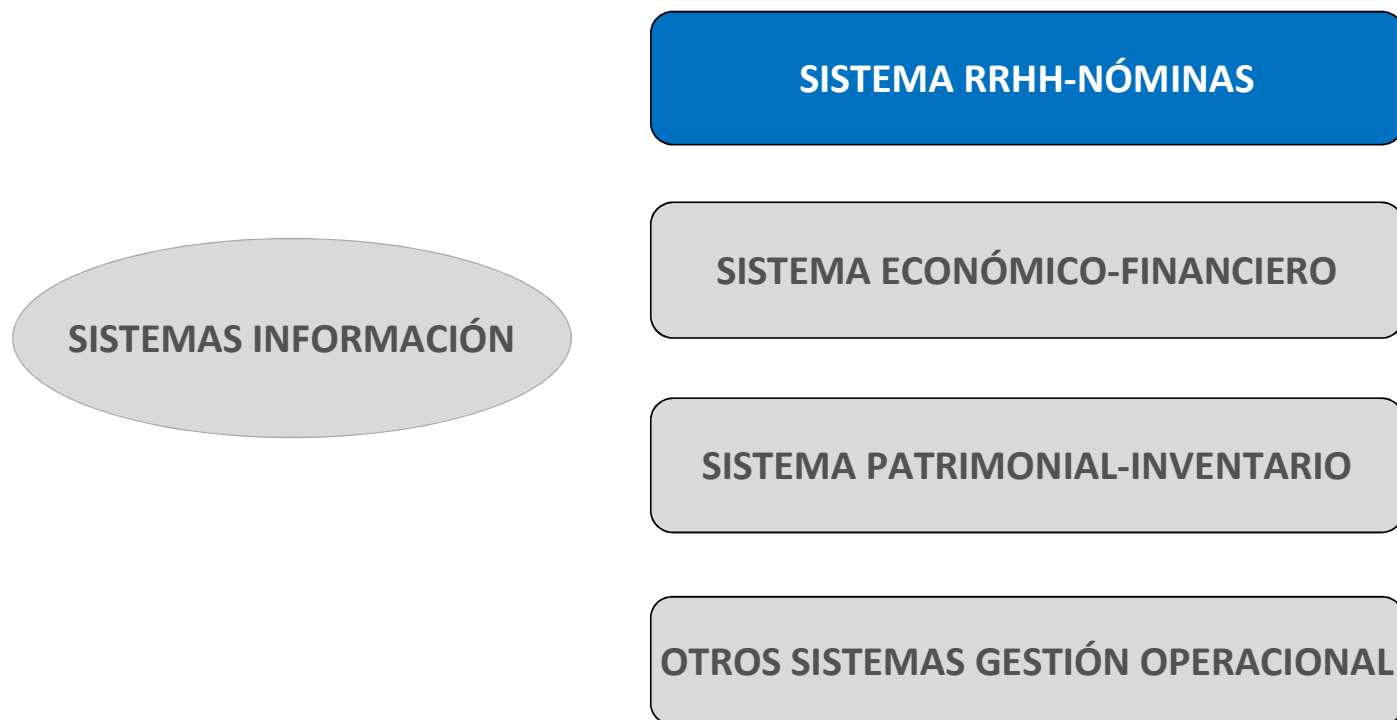 SISTEMA RRHH-NÓMINAS
SISTEMA ECONÓMICO-FINANCIERO
SISTEMAS INFORMACIÓN
SISTEMA PATRIMONIAL-INVENTARIO
OTROS SISTEMAS GESTIÓN OPERACIONAL